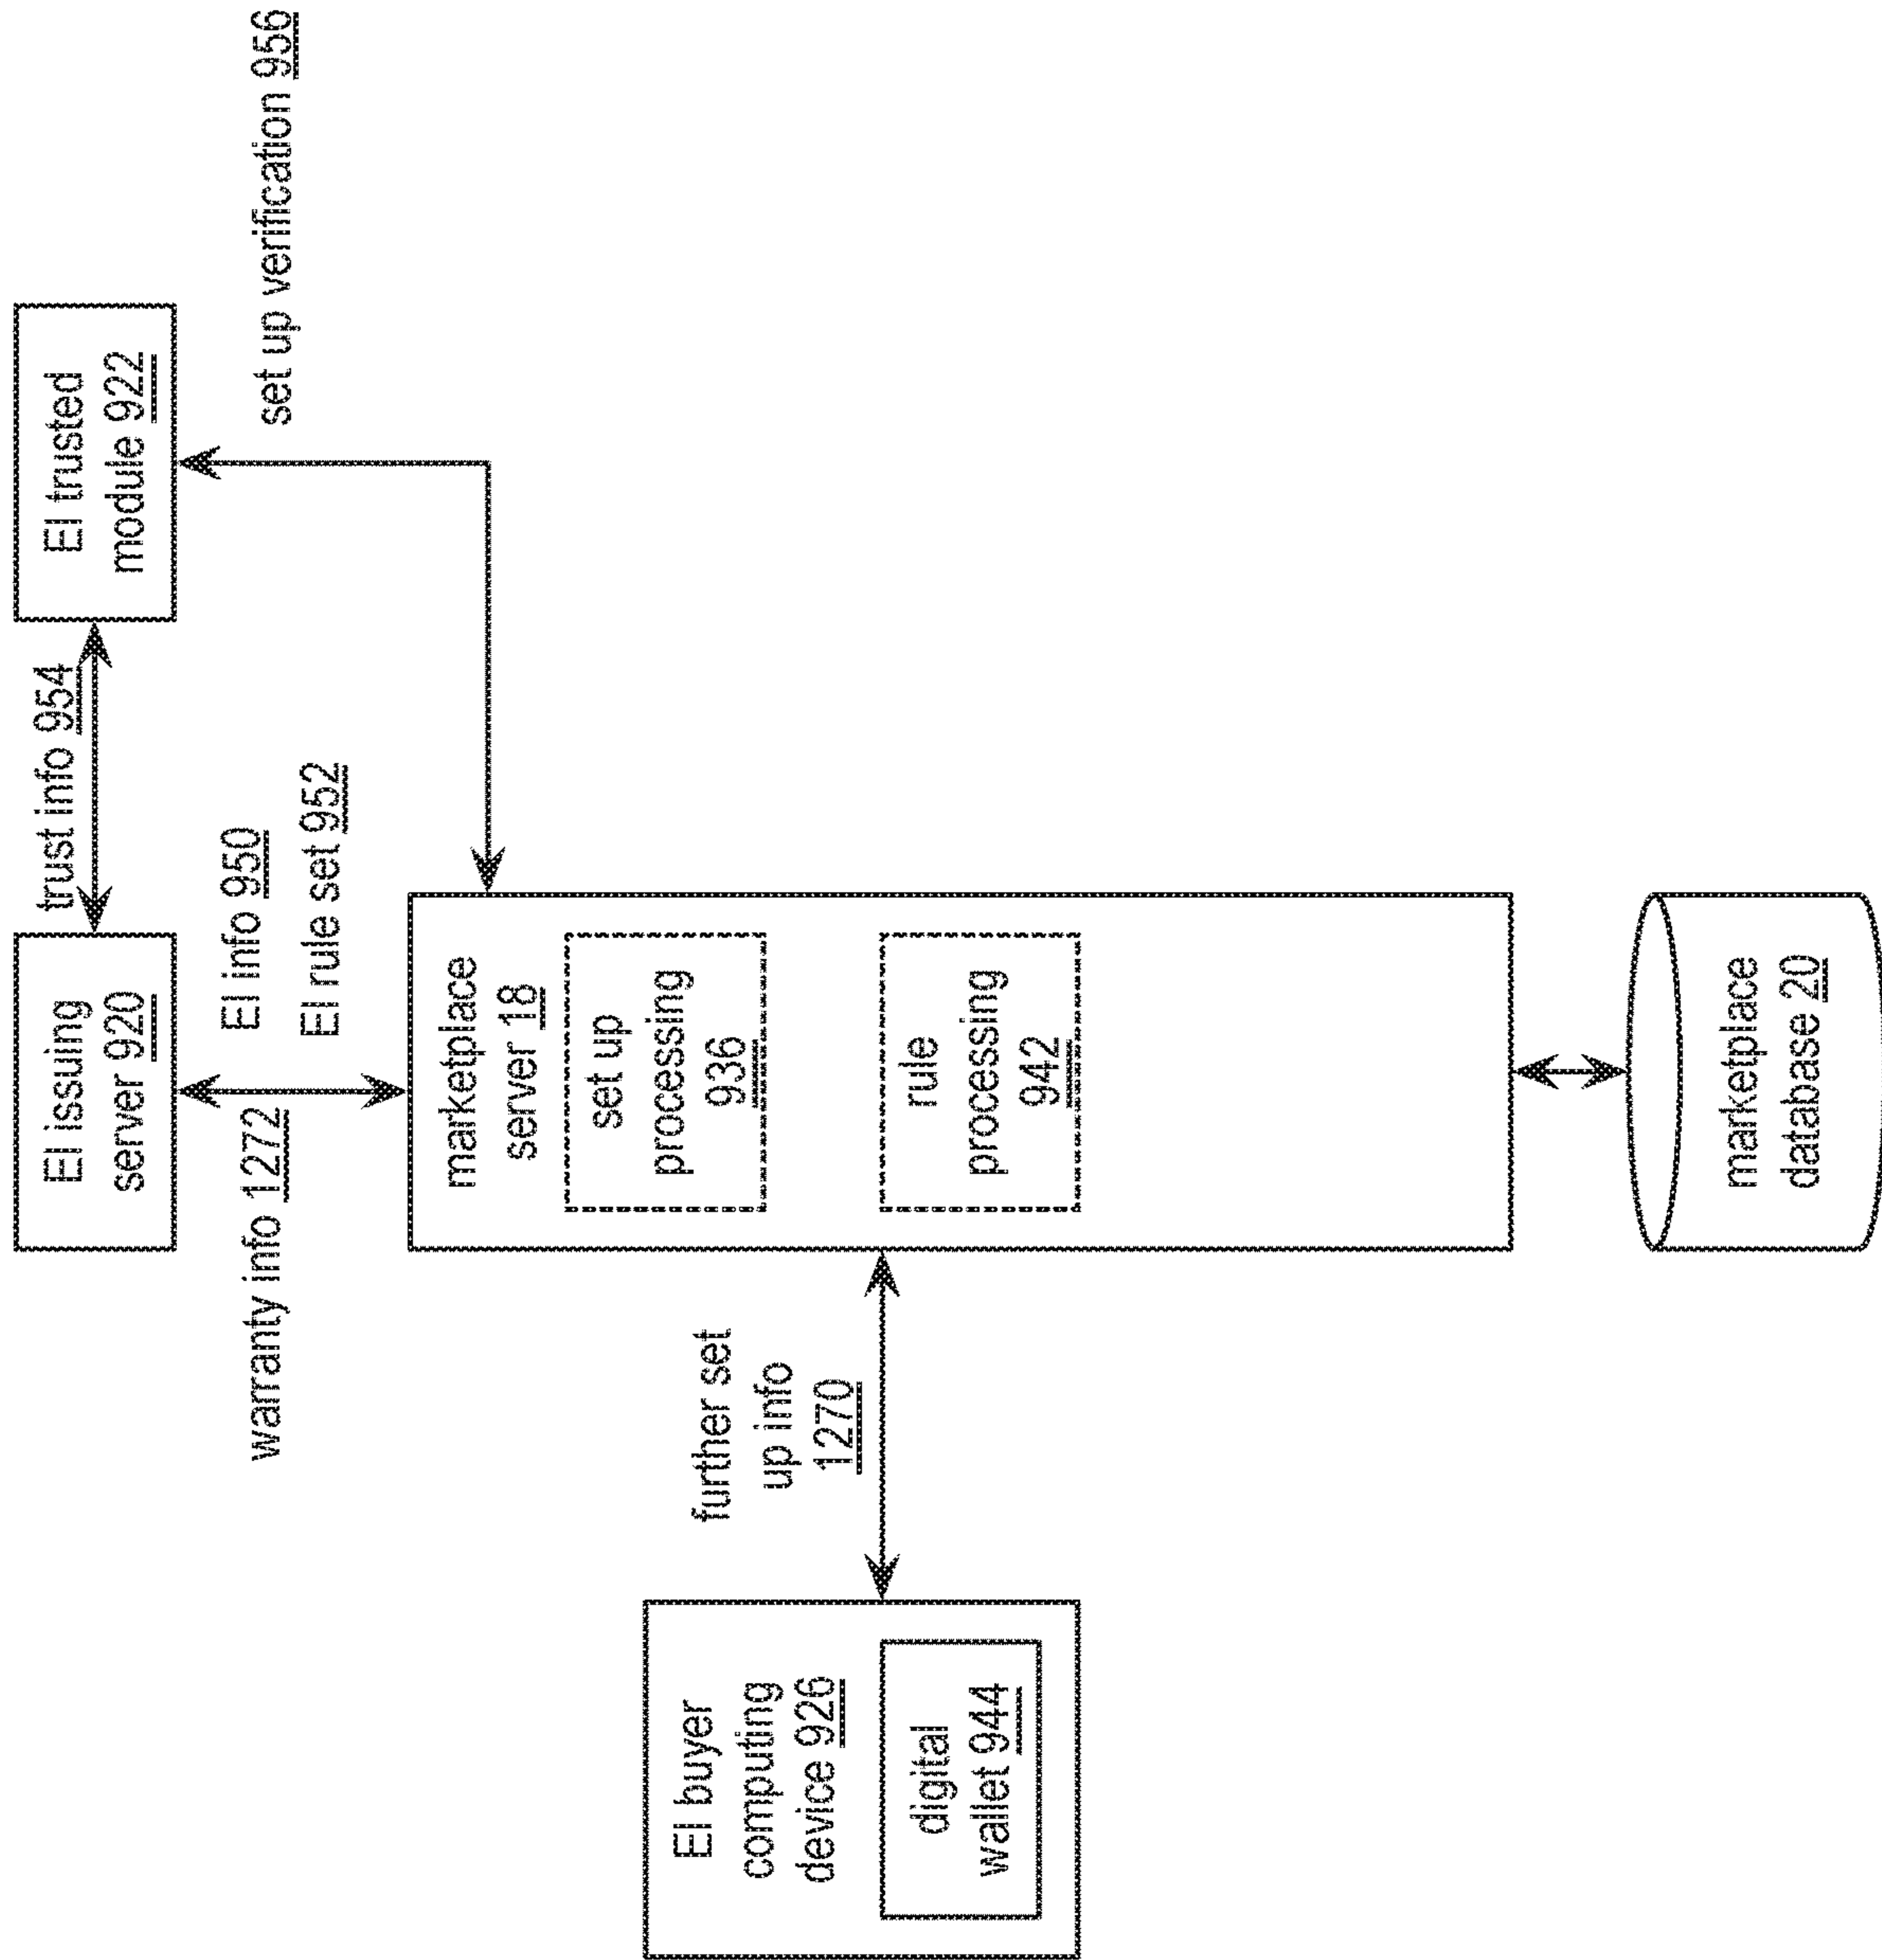 EI issuing
server 920
trust info 954
EI trusted
module 922
warranty info 1272
EI info 950
EI rule set 952
set up verification 956
marketplace
server 18
set up
processing
936
rule
processing
942
further set
up info
1270
EI buyer
computing
device 926
digital
wallet 944
marketplace
database 20